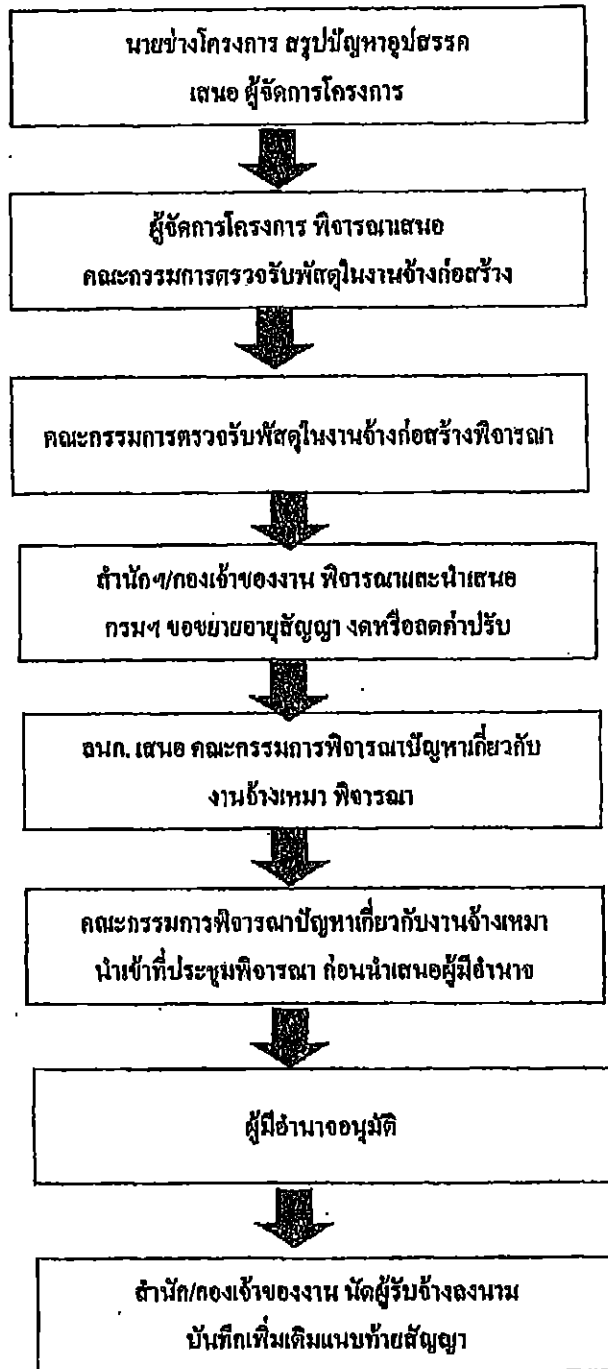 นายช่างโครงการ สรุปปัญหาอุปสรรค
เสนอ ผู้จัดการโครงการ
ผู้จัดการโครงการ พิจารณาเสนอ
คณะกรรมการตรวจรับพัสดุในงานจ้างก่อสร้าง
คณะกรรมการตรวจรับพัสดุในงานจ้างก่อสร้างพิจารณา
สำนักฯ/กองเจ้าของงาน พิจารณาและนำเสนอ
กรมฯ ขอขยายอายุสัญญา งดหรือลดค่าปรับ
ลนก. เสนอ คณะกรรมการพิจารณาปัญหาเกี่ยวกับ
งานจ้างเหมา พิจารณา
คณะกรรมการพิจารณาปัญหาเกี่ยวกับงานจ้างเหมา
นำเข้าที่ประชุมพิจารณา ก่อนนำเสนอผู้มีอำนาจ
ผู้มีอำนาจอนุมัติ
สำนัก/กองเจ้าของงาน นัดผู้รับจ้างลงนาม
บันทึกเพิ่มเติมแนบท้ายสัญญา